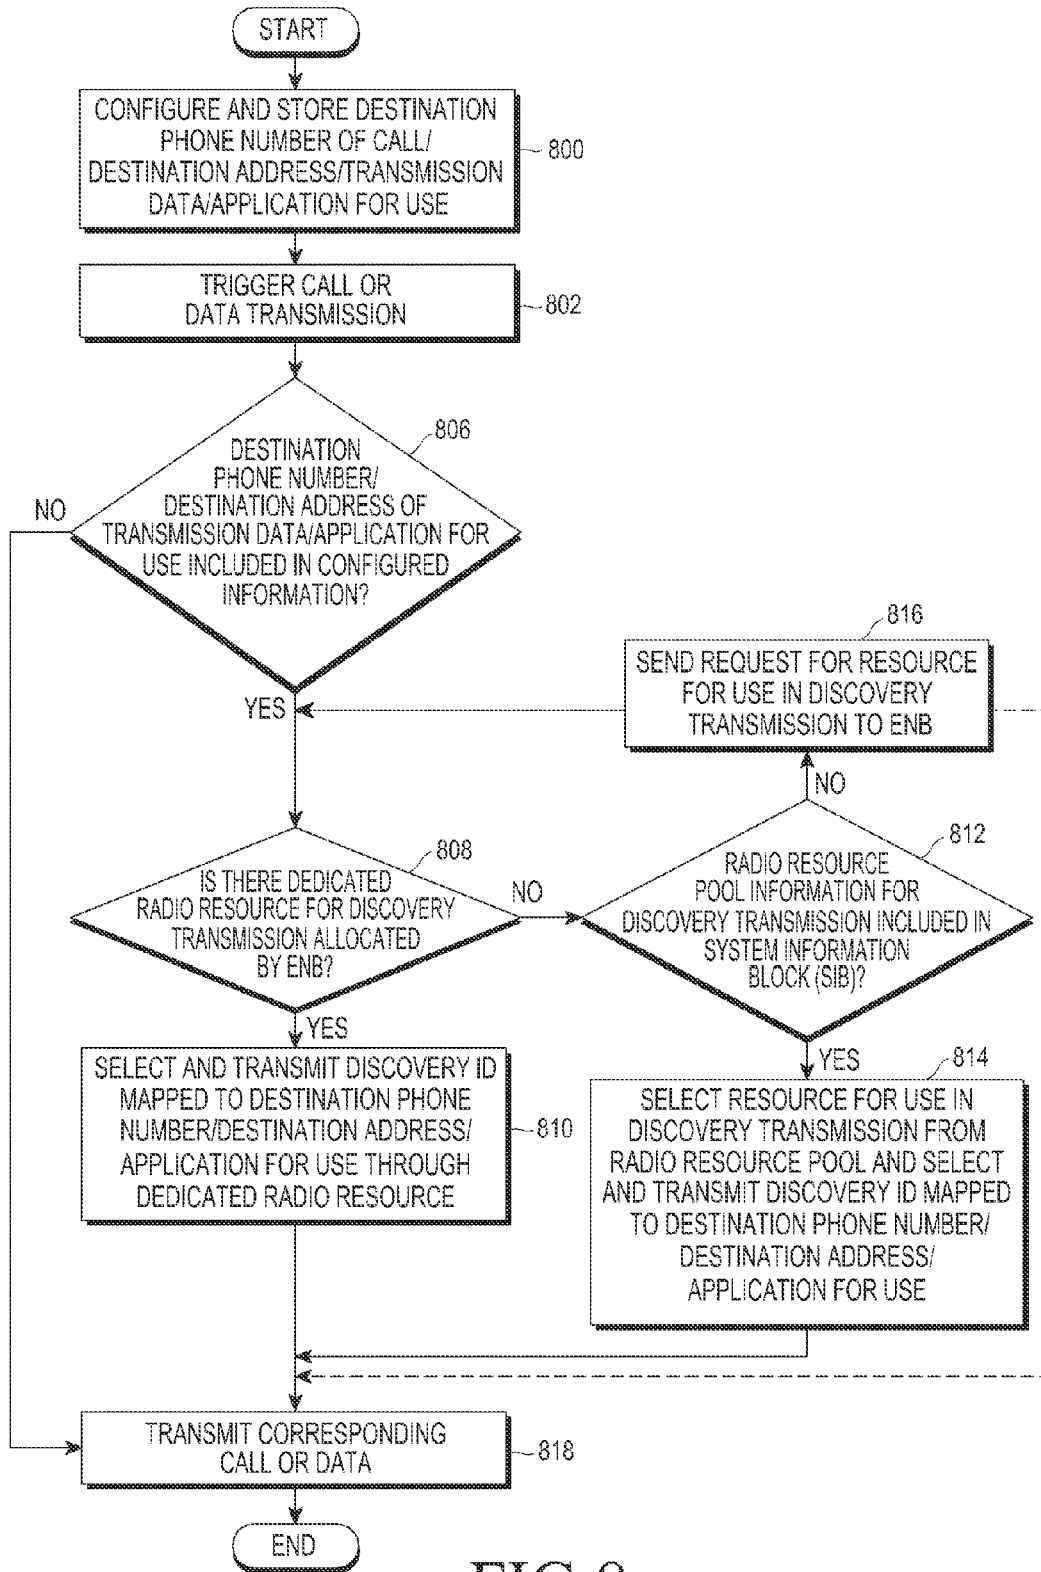 START
CONFIGURE AND STORE DESTINATION
PHONE NUMBER OF CALL/
DESTINATION ADDRESS/TRANSMISSION
DATA/APPLICATION FOR USE
800
TRIGGER CALL OR
DATA TRANSMISSION
802
806
DESTINATION
PHONE NUMBER/
DESTINATION ADDRESS OF
TRANSMISSION DATA/APPLICATION FOR
USE INCLUDED IN CONFIGURED
INFORMATION?
NO
YES
816
SEND REQUEST FOR RESOURCE
FOR USE IN DISCOVERY
TRANSMISSION TO ENB
NO
808
IS THERE DEDICATED
RADIO RESOURCE FOR DISCOVERY
TRANSMISSION ALLOCATED
BY ENB?
NO
812
RADIO RESOURCE
POOL INFORMATION FOR
DISCOVERY TRANSMISSION INCLUDED IN
SYSTEM INFORMATION
BLOCK (SIB)?
YES
YES
SELECT AND TRANSMIT DISCOVERY ID
MAPPED TO DESTINATION PHONE
NUMBER/DESTINATION ADDRESS/
APPLICATION FOR USE THROUGH
DEDICATED RADIO RESOURCE
810
814
SELECT RESOURCE FOR USE IN
DISCOVERY TRANSMISSION FROM
RADIO RESOURCE POOL AND SELECT
AND TRANSMIT DISCOVERY ID MAPPED
TO DESTINATION PHONE NUMBER/
DESTINATION ADDRESS/
APPLICATION FOR USE
TRANSMIT CORRESPONDING
CALL OR DATA
818
END